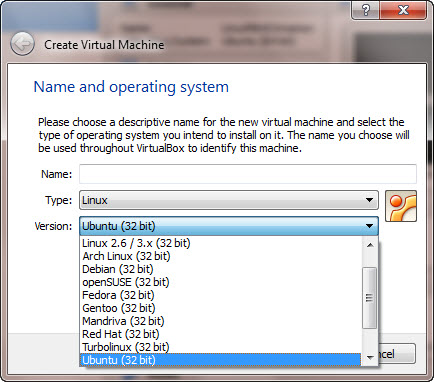 Create Virtual Machine
Name and operating system
Please choose a descriptive name for the new virtual machine and select the
type of operating system you intend to install on it. The name you choose will
be used throughout VirtualBox to identify this machine.
Name:
Type: Linux
Version: Ubuntu (32 bit)
Linux 2.6 / 3.x (32 bit)
Arch Linux (32 bit)
Debian (32 bit)
openSUSE (32 bit)
Fedora (32 bit)
Gentoo (32 bit)
Mandriva (32 bit)
Red Hat (32 bit)
Turbolinux (32 bit)
Ubuntu (32 bit)